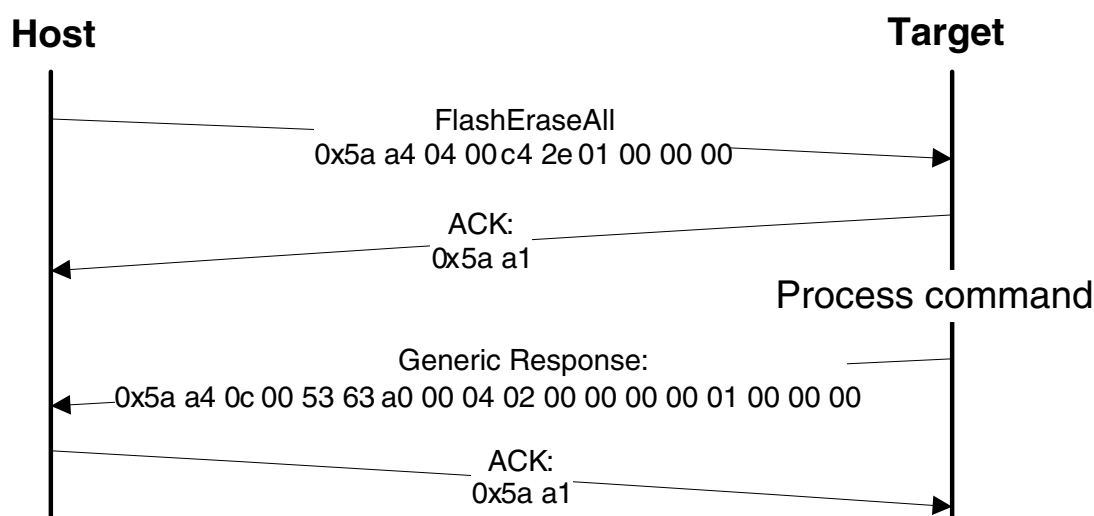 Host
Target
FlashEraseAll
0x5a a4 04 00 c4 2e 01 00 00 00
ACK:
0x5a a1
Process command
Generic Response:
0x5a a4 0c 00 53 63 a0 00 04 02 00 00 00 00 01 00 00 00
ACK:
0x5a a1